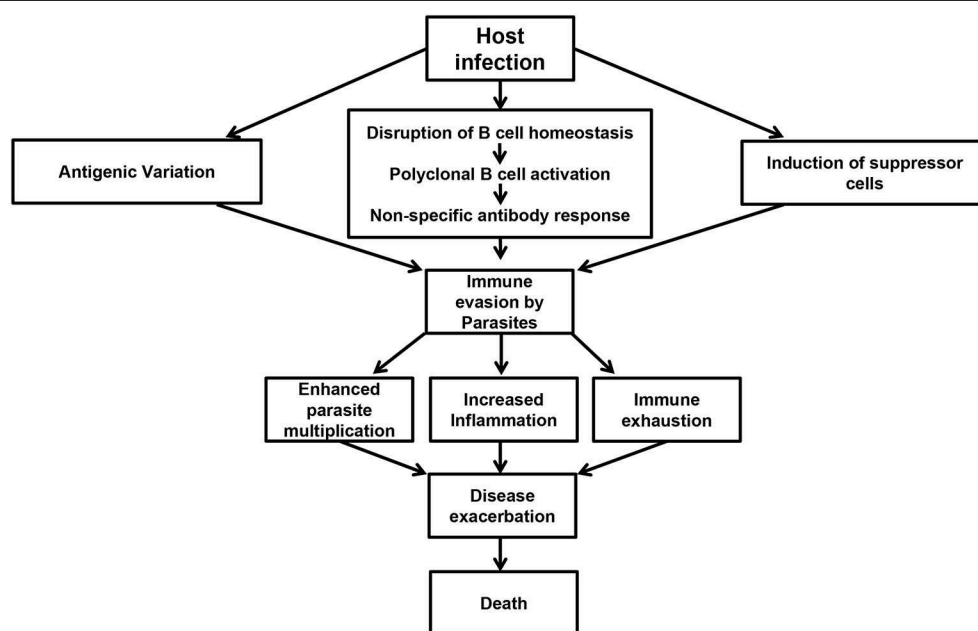 Host
infection
Antigenic Variation
Disruption of B cell homeostasis
Polyclonal B cell activation
Non-specific antibody response
Induction of suppressor
cells
Immune
evasion by
Parasites
Enhanced
parasite
multiplication
Increased
Inflammation
Immune
exhaustion
Disease
exacerbation
Death